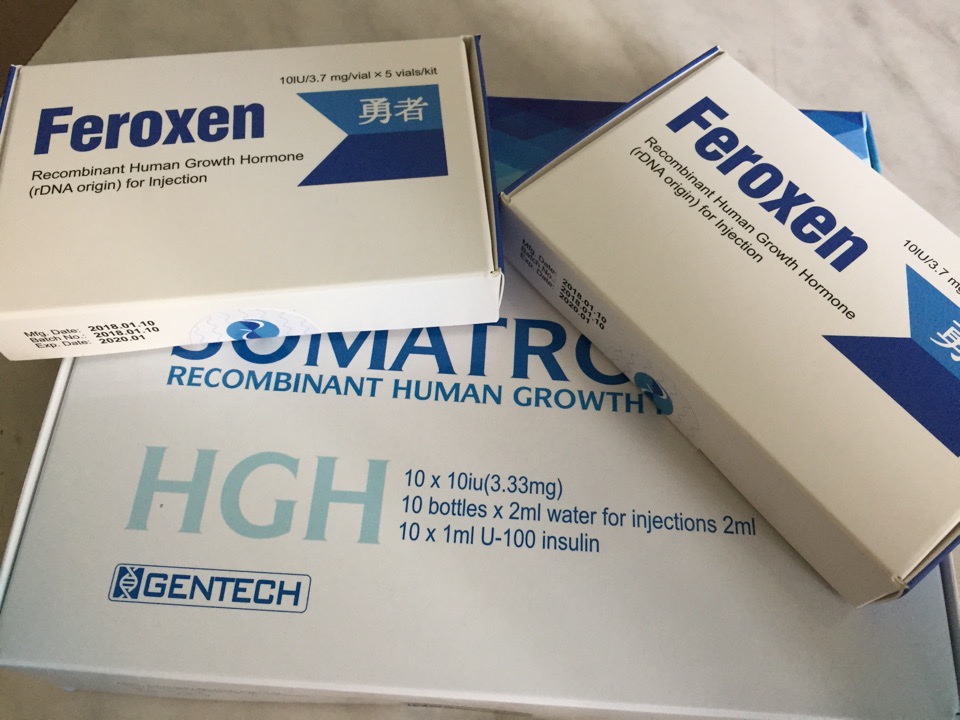 10IU/3.7 mg/vial × 5 vials/kit
Feroxen
勇者
Recombinant Human Growth Hormone
(rDNA origin) for Injection
Mfg. Date: 2018.01.10
Batch No.: 2018.01.10
Exp. Date: 2020.01
Feroxen
Recombinant Human Growth Hormone
(rDNA origin) for Injection
10IU/3.7
勇
Mfg. Date: 2018.01.10
Batch No.: 2018.01.10
Exp. Date: 2020.01
RECOMBINANT HUMAN GROWTH
HGH
10 x 10iu(3.33mg)
10 bottles x 2ml water for injections 2ml
10 x 1ml U-100 insulin
GENTECH